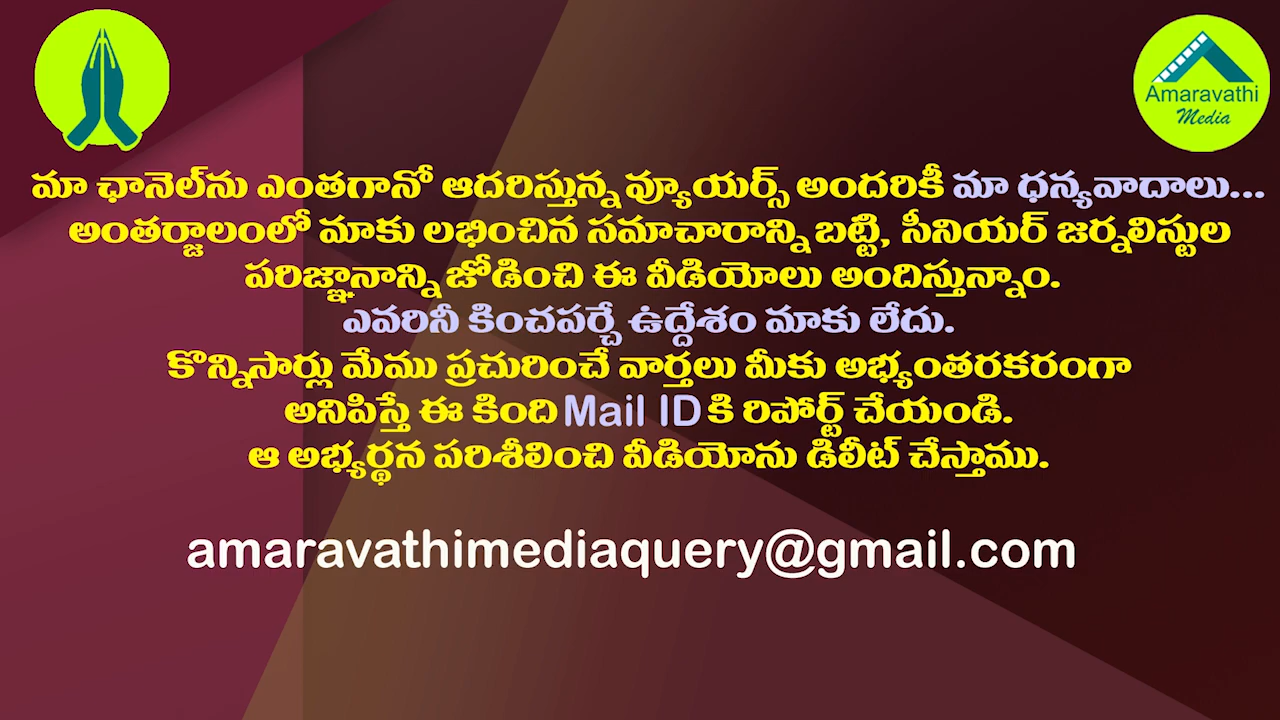 Amaravathi
Media
మా ఛానెల్‌ను ఎంతగానో ఆదరిస్తున్న వ్యూయర్స్ అందరికీ మా ధన్యవాదాలు...
అంతర్జాలంలో మాకు లభించిన సమాచారాన్ని బట్టి, సీనియర్ జర్నలిస్టుల
పరిజ్ఞానాన్ని జోడించి ఈ వీడియోలు అందిస్తున్నాం.
ఎవరినీ కించపర్చే ఉద్దేశం మాకు లేదు.
కొన్నిసార్లు మేము ప్రచురించే వార్తలు మీకు అభ్యంతరకరంగా
అనిపిస్తే ఈ కింది Mail ID కి రిపోర్ట్ చేయండి.
ఆ అభ్యర్థన పరిశీలించి వీడియోను డిలీట్ చేస్తాము.
amaravathimediaquery@gmail.com